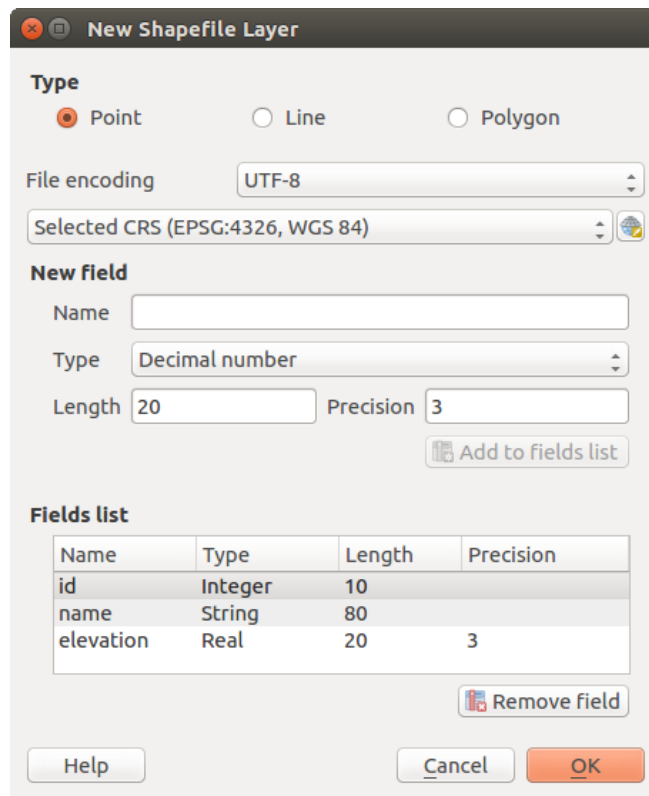 New Shapefile Layer
Type
Point Line Polygon
File encoding UTF-8
Selected CRS (EPSG:4326, WGS 84)
New field
Name
Type Decimal number
Length 20 Precision 3
Add to fields list
Fields list
Name Type Length Precision
id Integer 10
name String 80
elevation Real 20 3
Remove field
Help Cancel OK